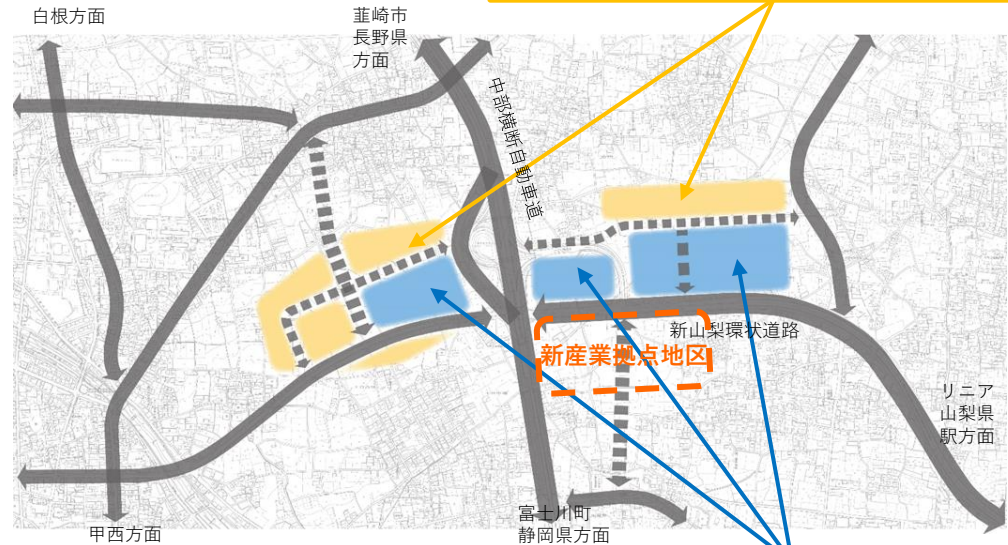 白根方面
韮崎市
長野県
方面
中部横断自動車道
新山梨環状道路
新産業拠点地区
リニア
山梨県
駅方面
富士川町
静岡県方面
甲西方面